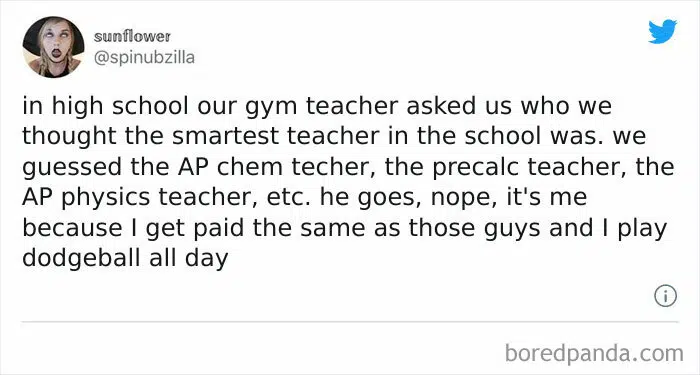 sunflower
@spinubzilla
in high school our gym teacher asked us who we
thought the smartest teacher in the school was. we
guessed the AP chem techer, the precalc teacher, the
AP physics teacher, etc. he goes, nope, it's me
because I get paid the same as those guys and I play
dodgeball all day
boredpanda.com